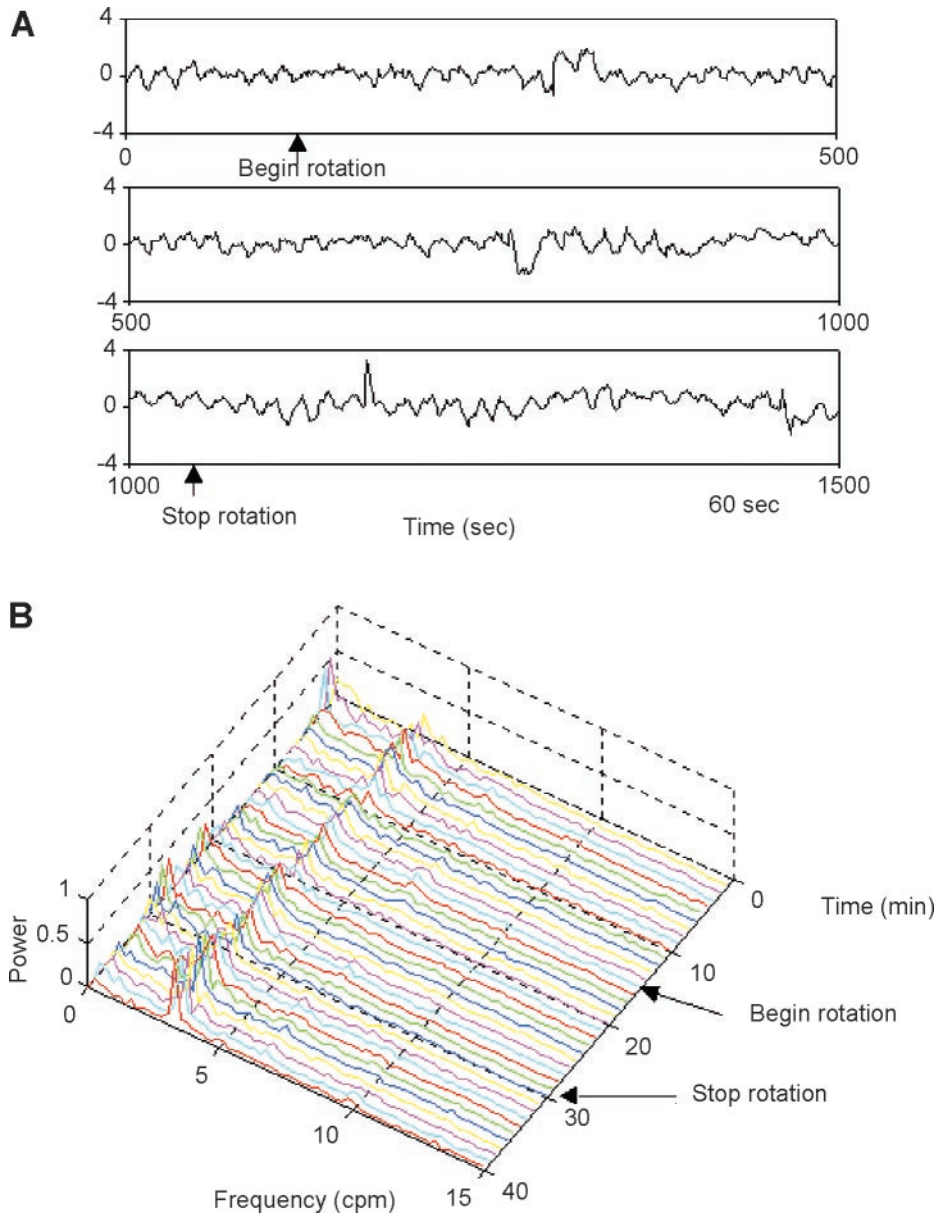 A
4
0
-4
0
500
Begin rotation
4
0
-4
500
1000
4
0
-4
1000
1500
Stop rotation
60 sec
Time (sec)
B
1
0.5
0
Power
0
5
10
15
Frequency (cpm)
0
10
20
30
40
Time (min)
Begin rotation
Stop rotation